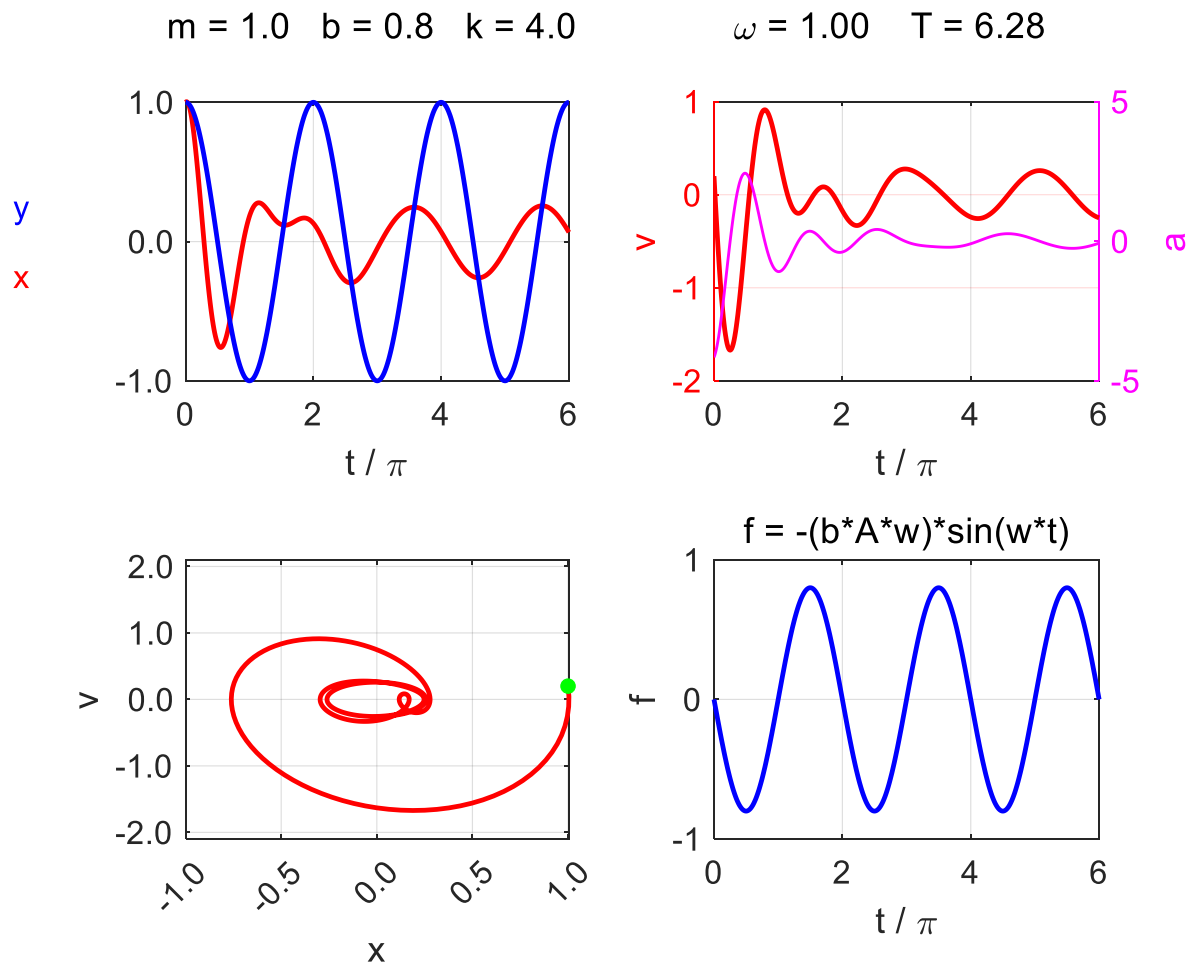 m = 1.0 b = 0.8 k = 4.0
ω = 1.00 T = 6.28
y
x
1.0
0.0
-1.0
0 2 4 6
t / π
1
0
-1
-2
v
5
0
-5
a
0 2 4 6
t / π
2.0
1.0
0.0
-1.0
-2.0
v
-1.0 -0.5 0.0 0.5 1.0
x
f = -(b*A*w)*sin(w*t)
1
0
-1
f
0 2 4 6
t / π